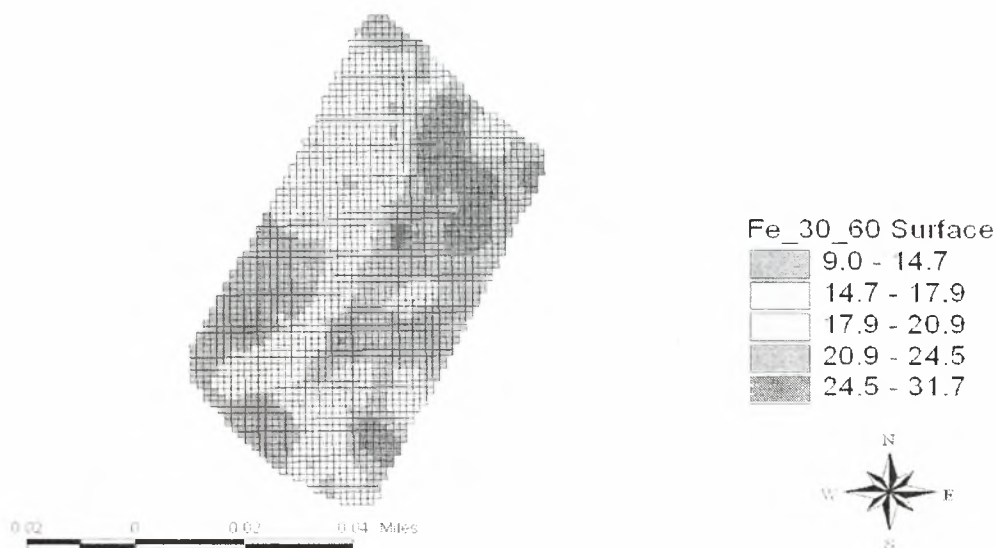 Fe_30_60 Surface
9.0 - 14.7
14.7 - 17.9
17.9 - 20.9
20.9 - 24.5
24.5 - 31.7
N
W E
S
0.02 0 0.02 0.04 Miles